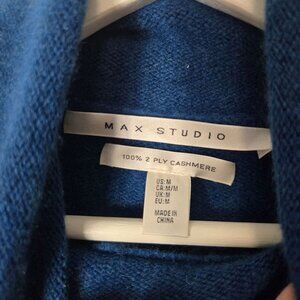 MAX STUDIO
100% 2 PLY CASHMERE
US:M
CA:M/M
UK:M
EU:M
MADE IN
CHINA